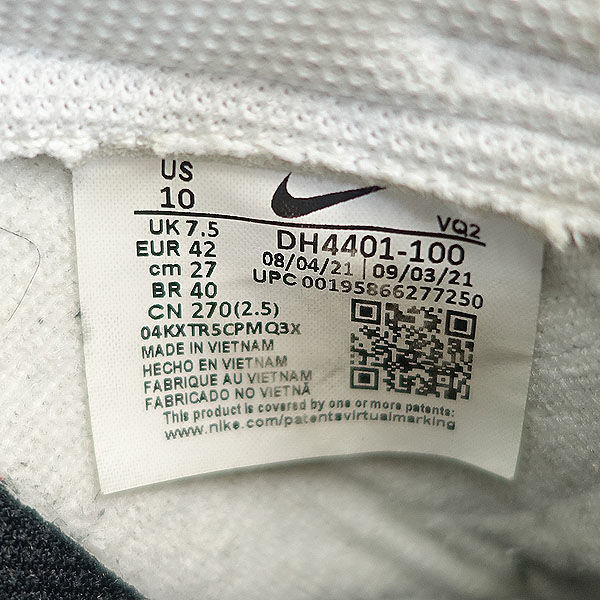 US
10
VQ2
UK 7.5
EUR 42
cm 27
BR 40
CN 270(2.5)
DH4401-100
08/04/21 | 09/03/21
UPC 00195866277250
04KXTR5CPMQ3X
MADE IN VIETNAM
HECHO EN VIETNAM
FABRIQUE AU VIETNAM
FABRICADO NO VIETNÃ
This product is covered by one or more patents:
www.nike.com/patentsvirtualmarking